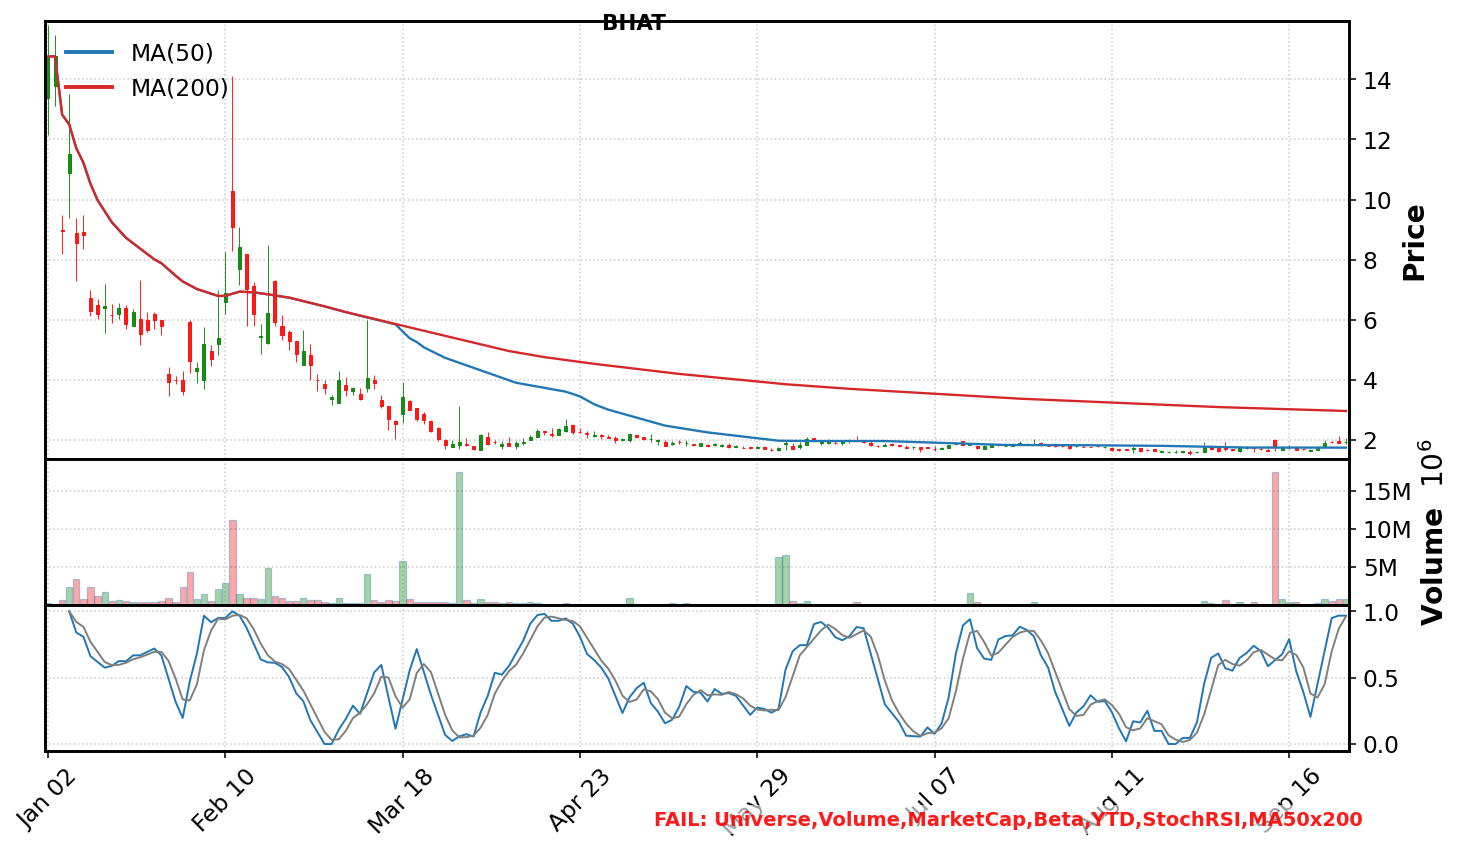 BHAT
MA(50)
MA(200)
14
12
10
8
6
4
2
Price
15M
10M
5M
Volume 10^6
1.0
0.5
0.0
Jan 02
Feb 10
Mar 18
Apr 23
May 29
Jul 07
Aug 11
Sep 16
FAIL: Universe,Volume,MarketCap,Beta,YTD,StochRSI,MA50x200